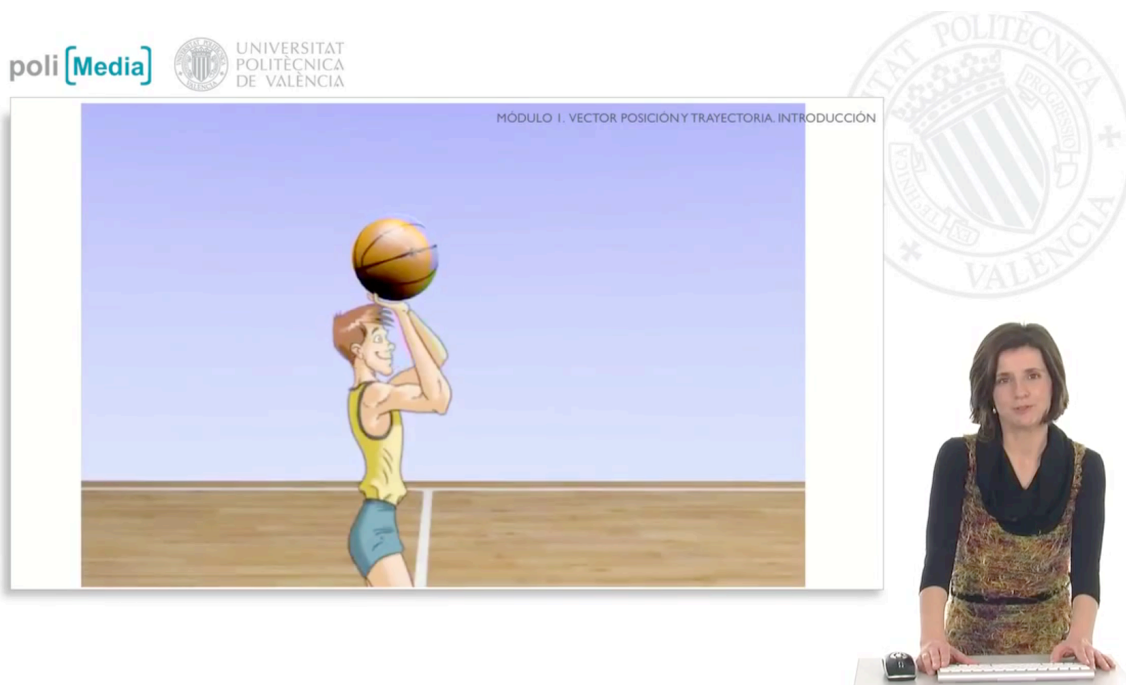 poli [Media]
UNIVERSITAT
POLITÈCNICA
DE VALÈNCIA
MÓDULO 1. VECTOR POSICIÓN Y TRAYECTORIA. INTRODUCCIÓN
POLITÈCNICA
VALÈNCIA